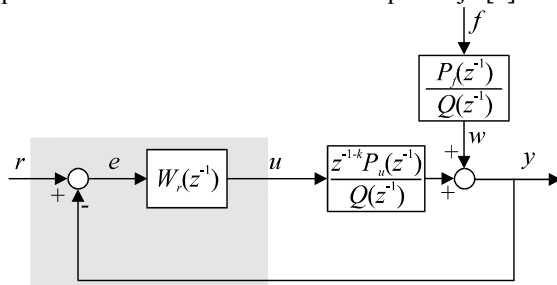 f
P_f(z^-1)
Q(z^-1)
w
+
r
e
W_r(z^-1)
u
z^-1-k P_u(z^-1)
Q(z^-1)
y
+
-
+